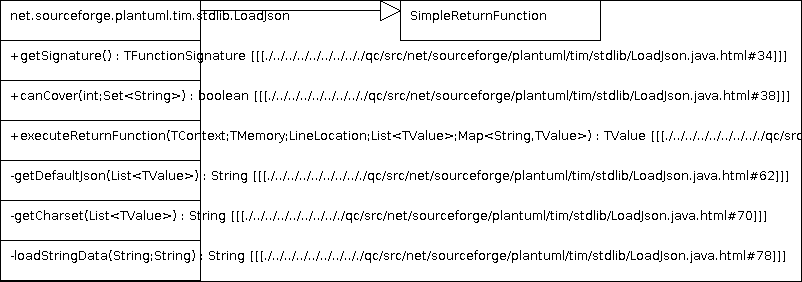 net.sourceforge.plantuml.tim.stdlib.LoadJson
SimpleReturnFunction
+getSignature() : TFunctionSignature [[[./../../../../../../../../qc/src/net/sourceforge/plantuml/tim/stdlib/LoadJson.java.html#34]]]
+canCover(int;Set<String>) : boolean [[[./../../../../../../../../qc/src/net/sourceforge/plantuml/tim/stdlib/LoadJson.java.html#38]]]
+executeReturnFunction(TContext;TMemory;LineLocation;List<TValue>;Map<String,TValue>) : TValue [[[./../../../../../../../../qc/src
-getDefaultJson(List<TValue>) : String [[[./../../../../../../../../qc/src/net/sourceforge/plantuml/tim/stdlib/LoadJson.java.html#62]]]
-getCharset(List<TValue>) : String [[[./../../../../../../../../qc/src/net/sourceforge/plantuml/tim/stdlib/LoadJson.java.html#70]]]
-loadStringData(String;String) : String [[[./../../../../../../../../qc/src/net/sourceforge/plantuml/tim/stdlib/LoadJson.java.html#78]]]